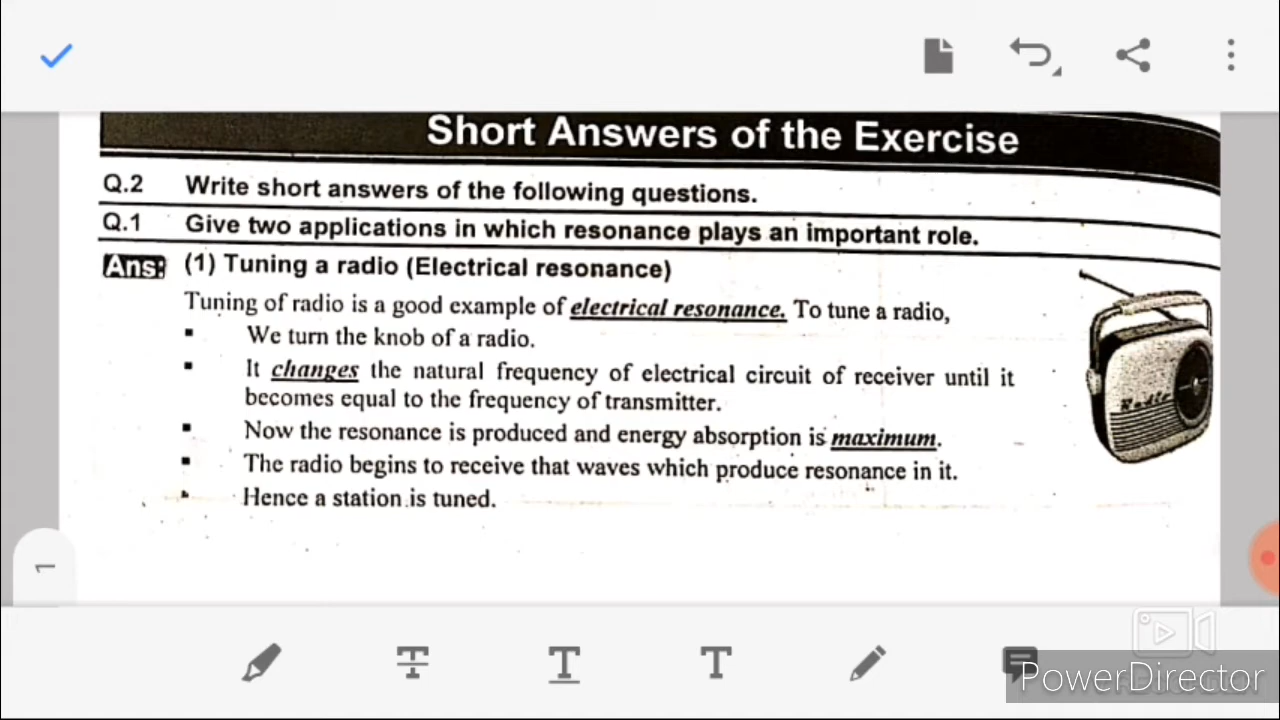 Short Answers of the Exercise
Q.2 Write short answers of the following questions.
Q.1 Give two applications in which resonance plays an important role.
Ans: (1) Tuning a radio (Electrical resonance)
Tuning of radio is a good example of electrical resonance. To tune a radio,
▪ We turn the knob of a radio.
▪ It changes the natural frequency of electrical circuit of receiver until it
becomes equal to the frequency of transmitter.
▪ Now the resonance is produced and energy absorption is maximum.
▪ The radio begins to receive that waves which produce resonance in it.
▪ Hence a station is tuned.
Radio
1
T T T
PowerDirector